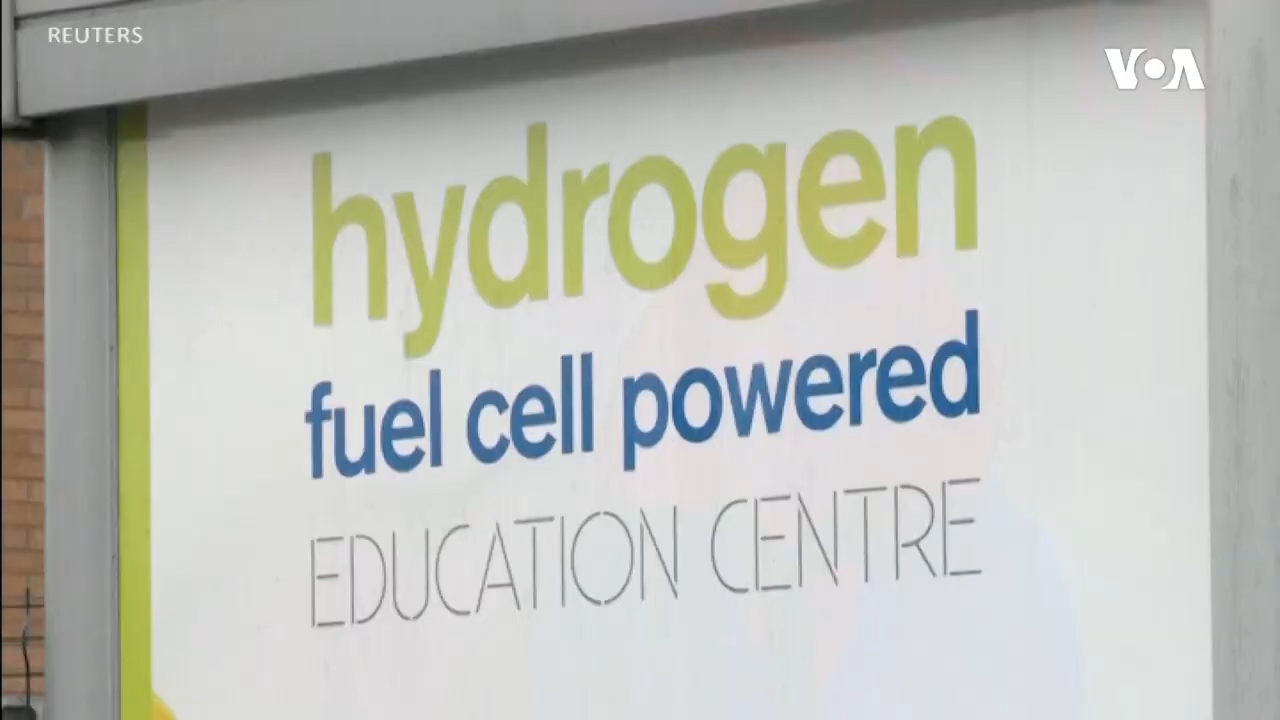 REUTERS
VOA
hydrogen
fuel cell powered
EDUCATION CENTRE